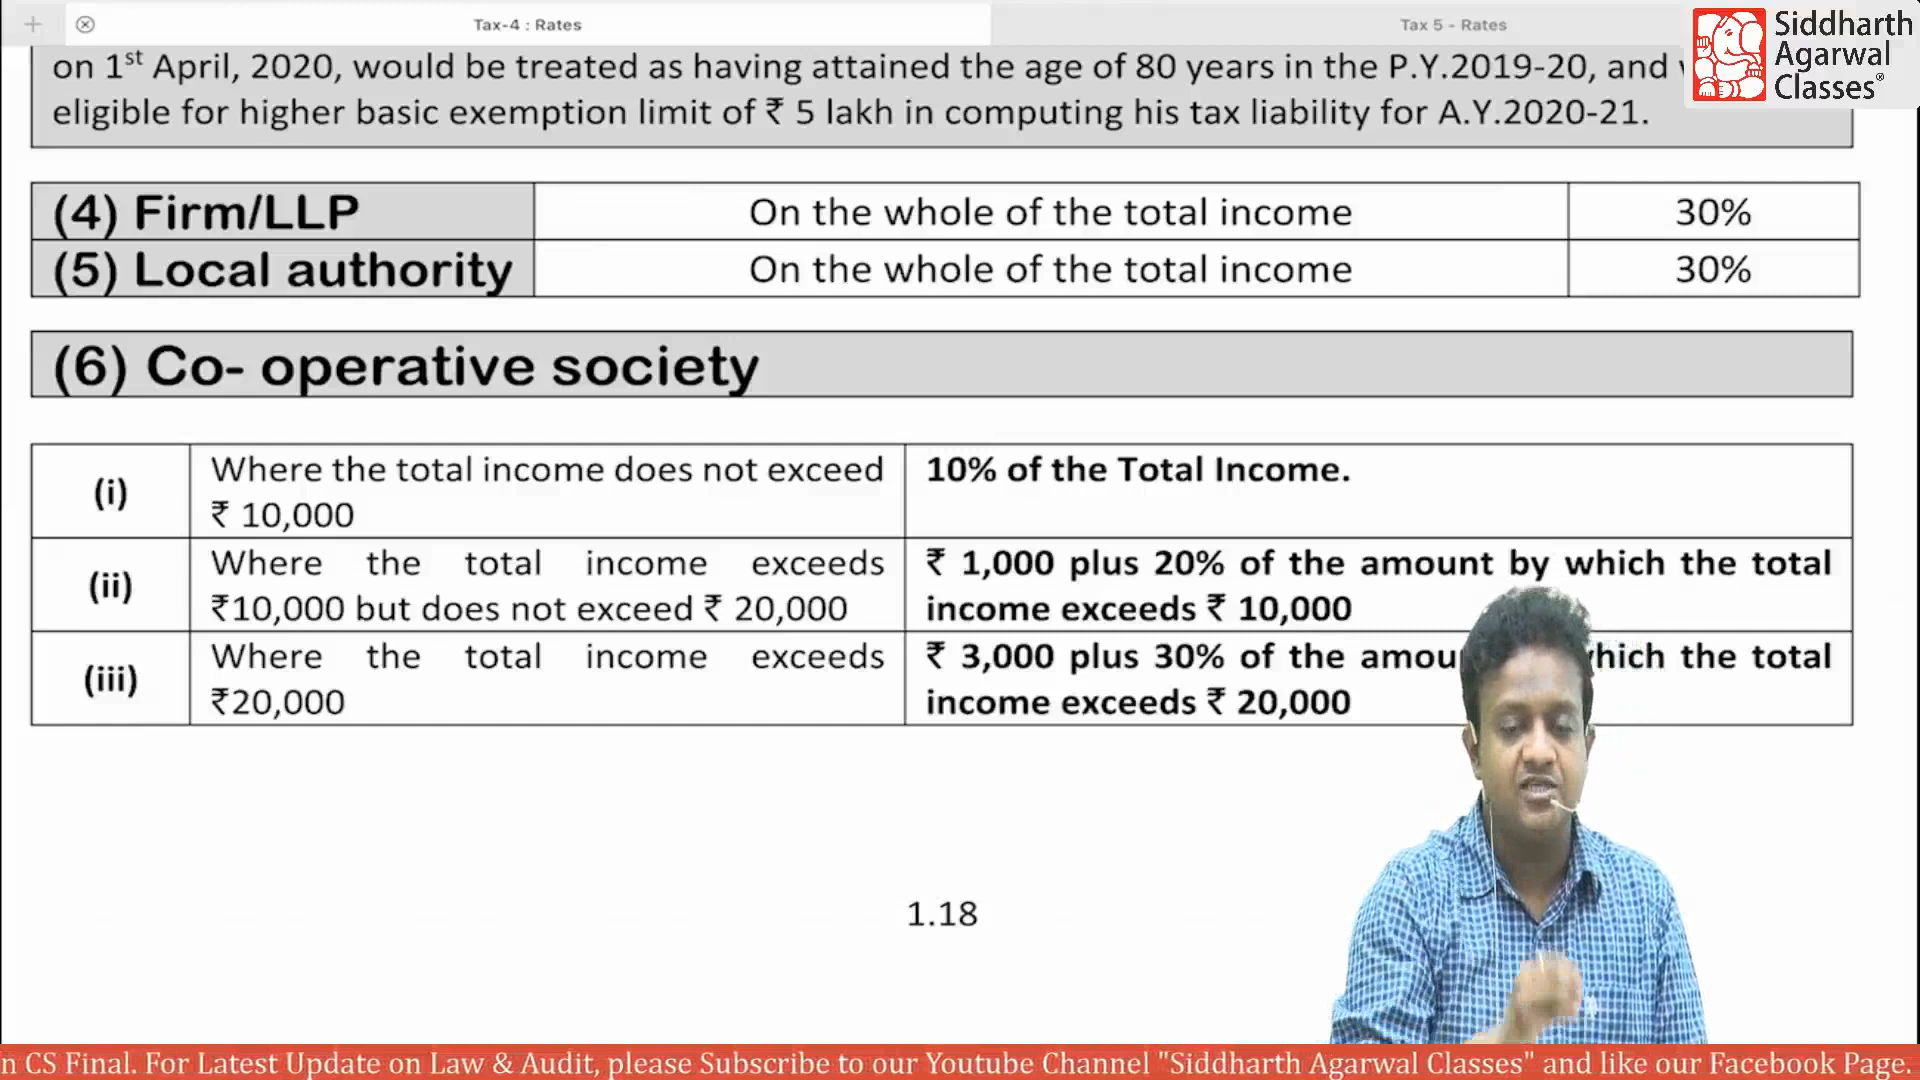 Tax-4 : Rates
Tax 5 - Rates
Siddharth
Agarwal
Classes®
on 1st April, 2020, would be treated as having attained the age of 80 years in the P.Y.2019-20, and
eligible for higher basic exemption limit of ₹ 5 lakh in computing his tax liability for A.Y.2020-21.
(4) Firm/LLP On the whole of the total income 30%
(5) Local authority On the whole of the total income 30%
(6) Co- operative society
(i) Where the total income does not exceed 10% of the Total Income.
₹ 10,000
(ii) Where the total income exceeds ₹ 1,000 plus 20% of the amount by which the total
₹10,000 but does not exceed ₹ 20,000 income exceeds ₹ 10,000
(iii) Where the total income exceeds ₹ 3,000 plus 30% of the which the total
₹20,000 income exceeds ₹ 20,000
1.18
n CS Final. For Latest Update on Law & Audit, please Subscribe to our Youtube Channel "Siddharth Agarwal Classes" and like our Facebook Page.